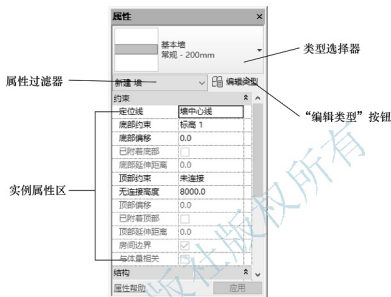 属性
×
基本墙
常规 - 200mm
类型选择器
属性过滤器
新建 墙
编辑类型
“编辑类型”按钮
约束
定位线 墙中心线
底部约束 标高 1
底部偏移 0.0
已附着底部
底部延伸距离 0.0
实例属性区
顶部约束 未连接
无连接高度 8000.0
顶部偏移 0.0
已附着顶部
顶部延伸距离 0.0
房间边界
与体量相关
结构
属性帮助 应用
社版权所有